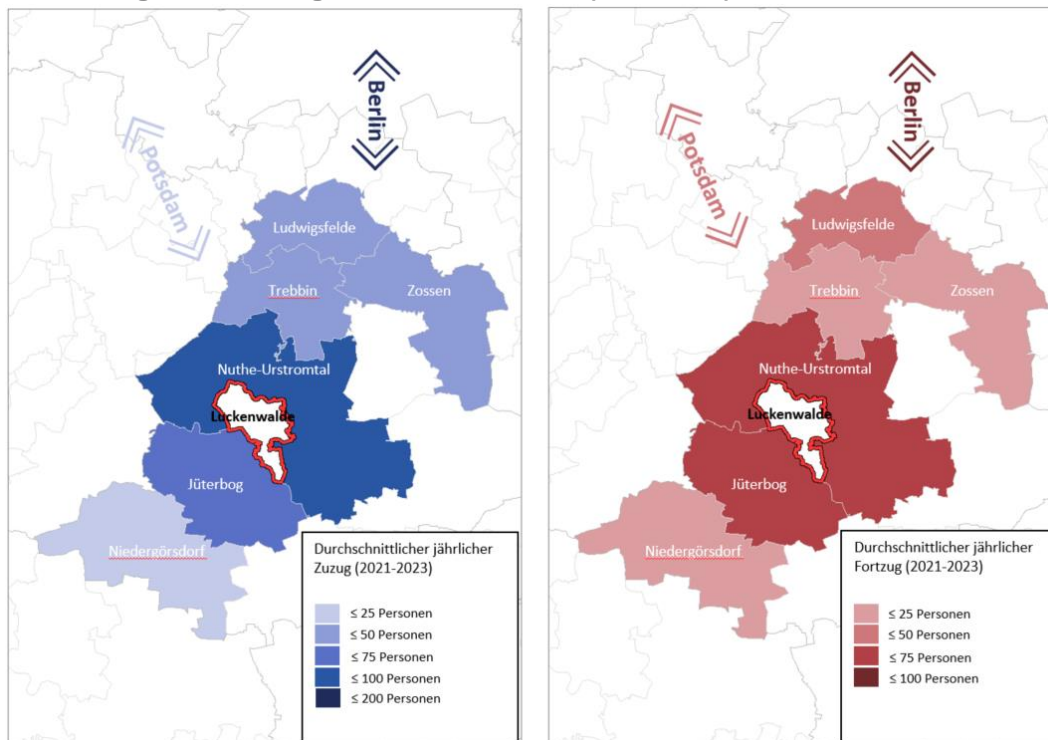 Berlin
Potsdam
Ludwigsfelde
Trebbin
Zossen
Nuthe-Urstromtal
Luckenwalde
Jüterbog
Niedergörsdorf
Durchschnittlicher jährlicher
Zuzug (2021-2023)
≤ 25 Personen
≤ 50 Personen
≤ 75 Personen
≤ 100 Personen
≤ 200 Personen
Berlin
Potsdam
Ludwigsfelde
Trebbin
Zossen
Nuthe-Urstromtal
Luckenwalde
Jüterbog
Niedergörsdorf
Durchschnittlicher jährlicher
Fortzug (2021-2023)
≤ 25 Personen
≤ 50 Personen
≤ 75 Personen
≤ 100 Personen